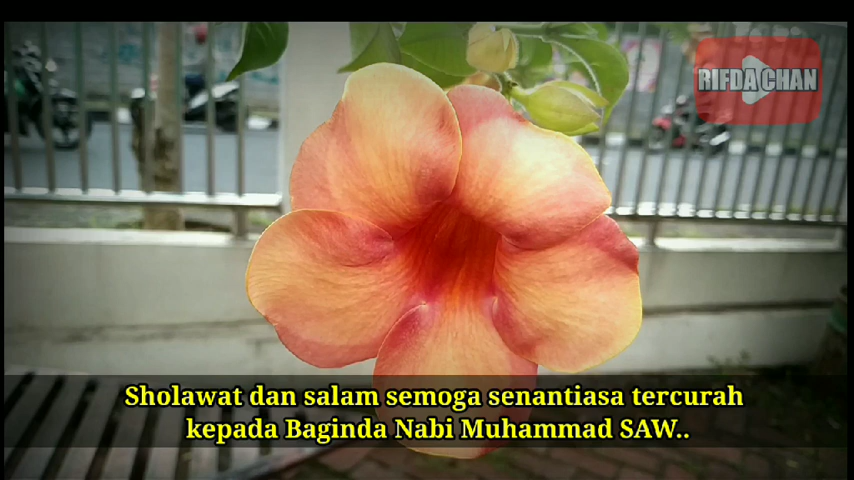 RIFDA CHAN
Sholawat dan salam semoga senantiasa tercurah
kepada Baginda Nabi Muhammad SAW..